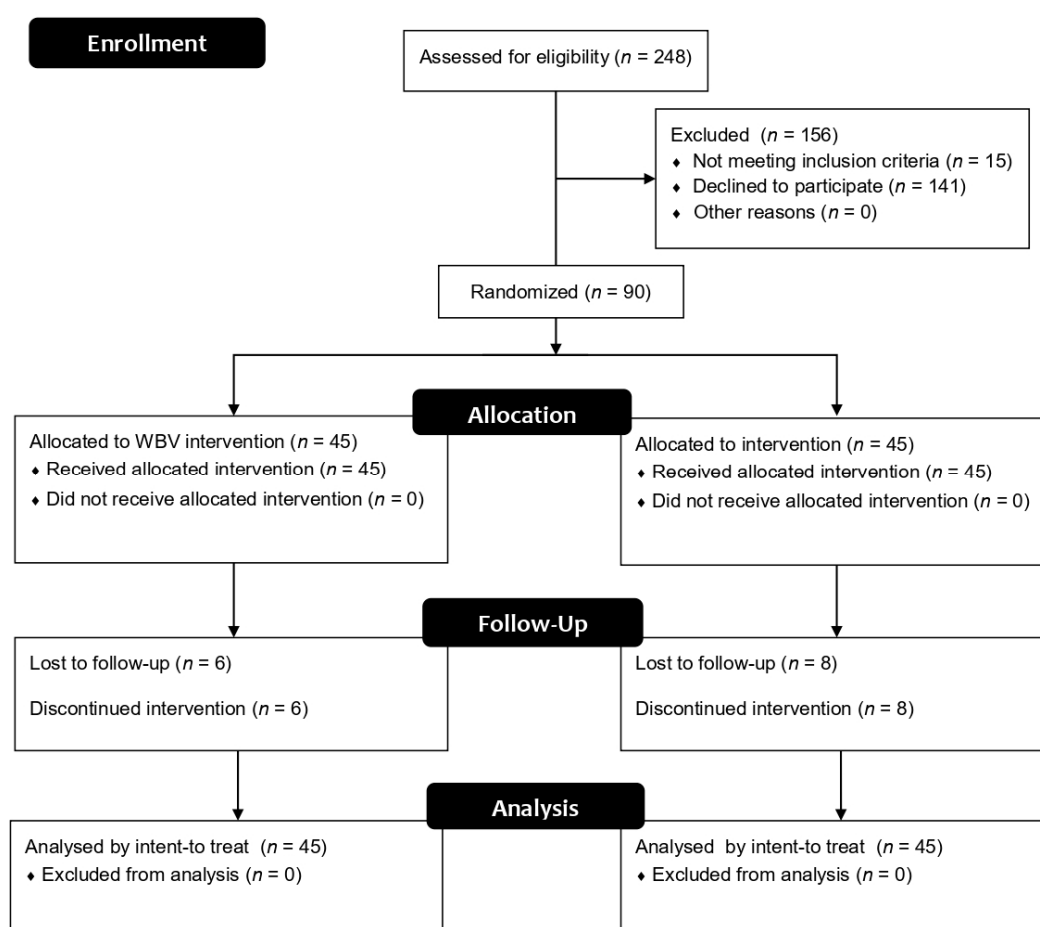 Enrollment
Assessed for eligibility (n = 248)
Excluded (n = 156)
♦ Not meeting inclusion criteria (n = 15)
♦ Declined to participate (n = 141)
♦ Other reasons (n = 0)
Randomized (n = 90)
Allocation
Allocated to WBV intervention (n = 45)
♦ Received allocated intervention (n = 45)
♦ Did not receive allocated intervention (n = 0)
Allocated to intervention (n = 45)
♦ Received allocated intervention (n = 45)
♦ Did not receive allocated intervention (n = 0)
Follow-Up
Lost to follow-up (n = 6)
Discontinued intervention (n = 6)
Lost to follow-up (n = 8)
Discontinued intervention (n = 8)
Analysis
Analysed by intent-to treat (n = 45)
♦ Excluded from analysis (n = 0)
Analysed by intent-to treat (n = 45)
♦ Excluded from analysis (n = 0)